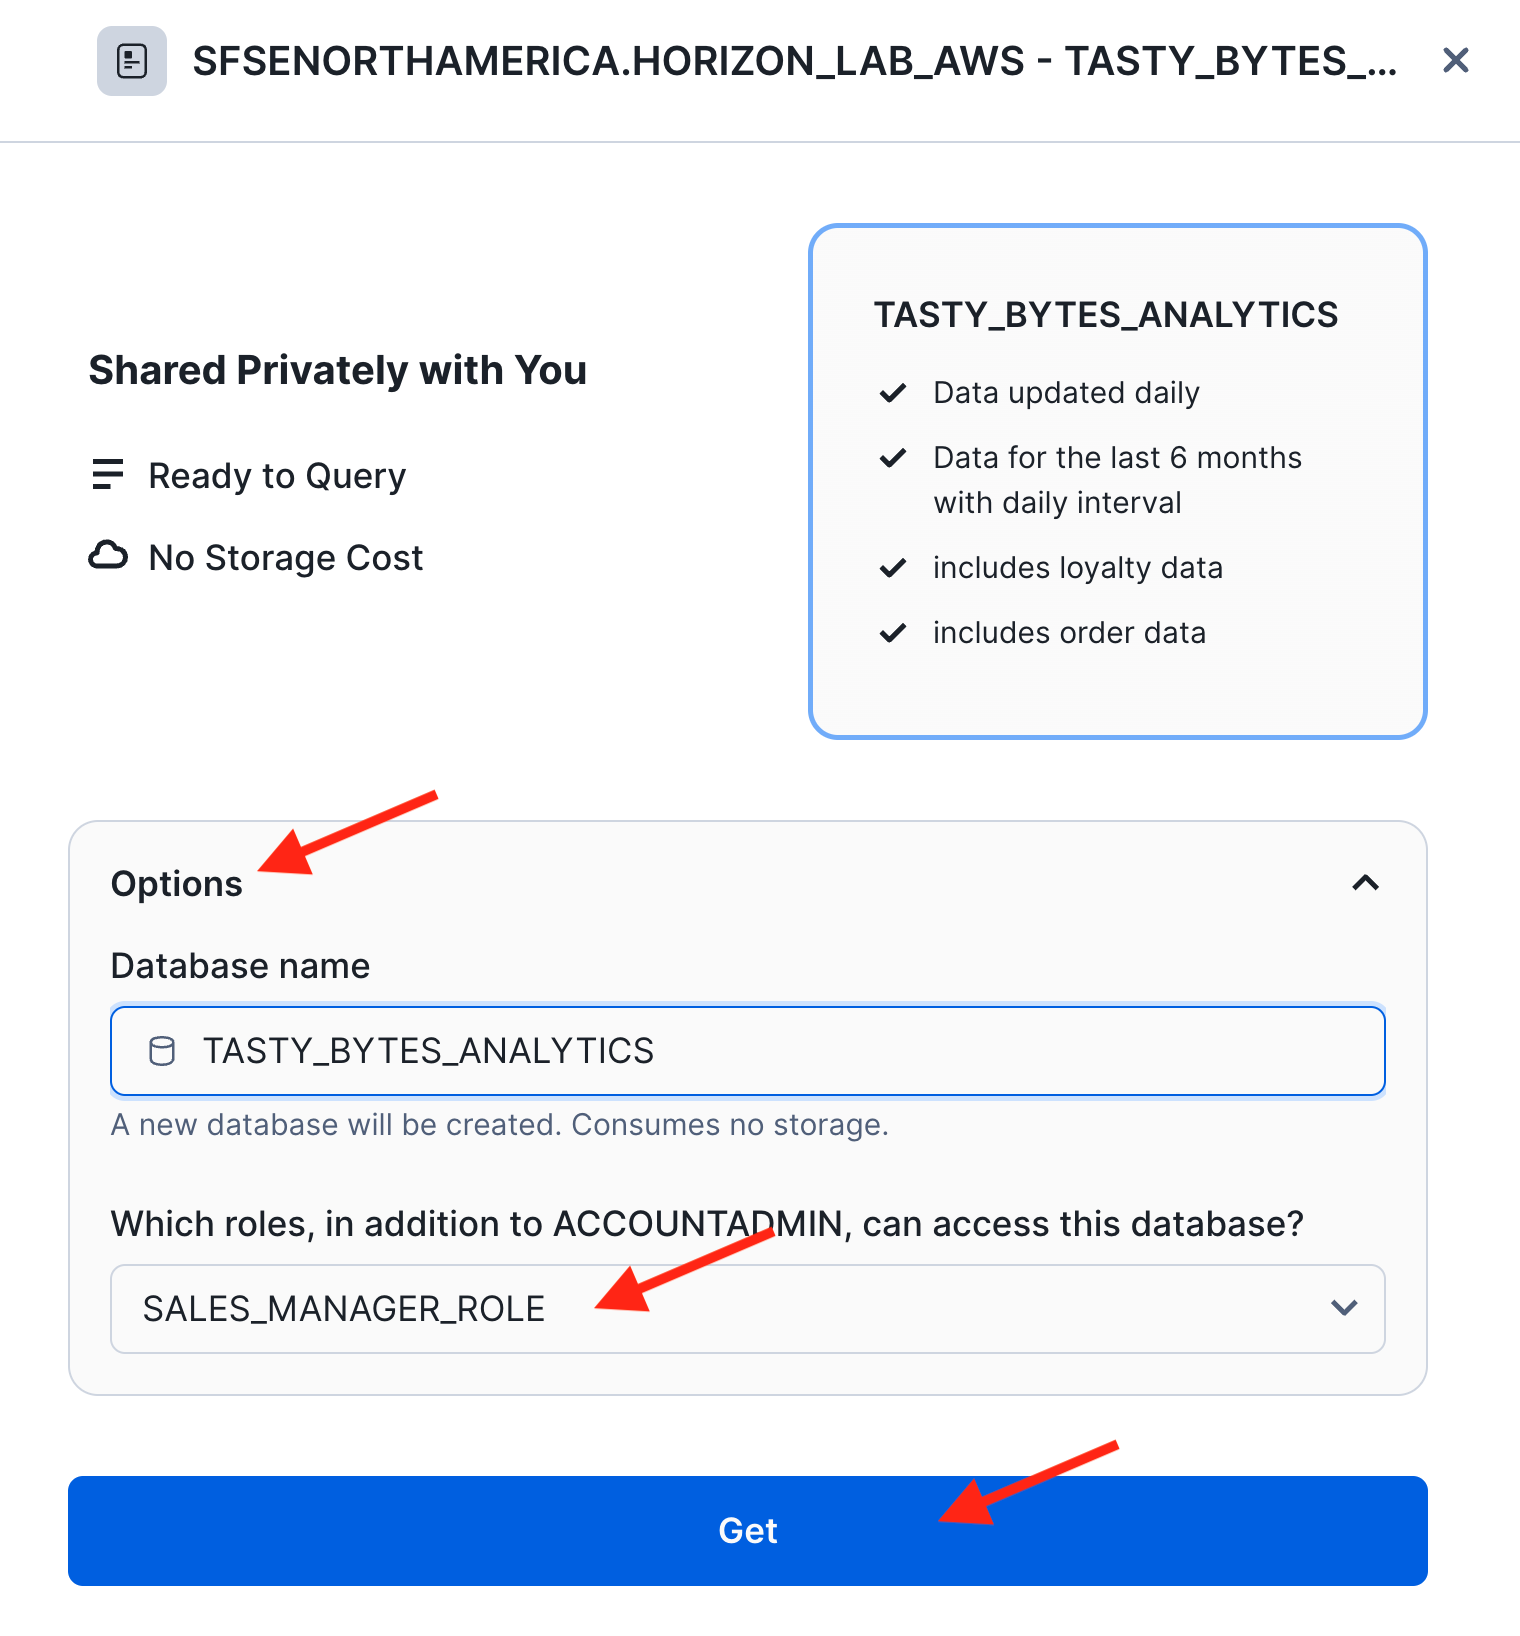 SFSENORTHAMERICA.HORIZON_LAB_AWS - TASTY_BYTES_...
Shared Privately with You
Ready to Query
No Storage Cost
TASTY_BYTES_ANALYTICS
Data updated daily
Data for the last 6 months
with daily interval
includes loyalty data
includes order data
Options
Database name
TASTY_BYTES_ANALYTICS
A new database will be created. Consumes no storage.
Which roles, in addition to ACCOUNTADMIN, can access this database?
SALES_MANAGER_ROLE
Get